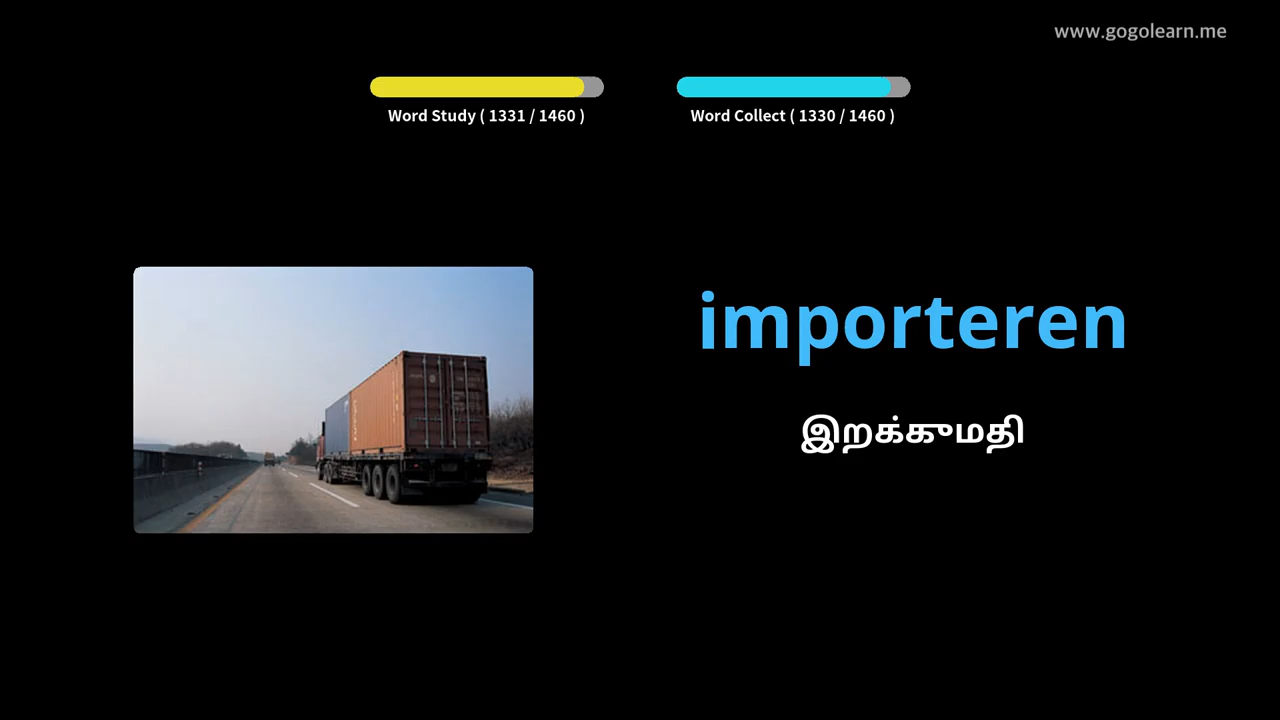 www.gogolearn.me
Word Study ( 1331 / 1460 )
Word Collect ( 1330 / 1460 )
importeren
இறக்குமதி